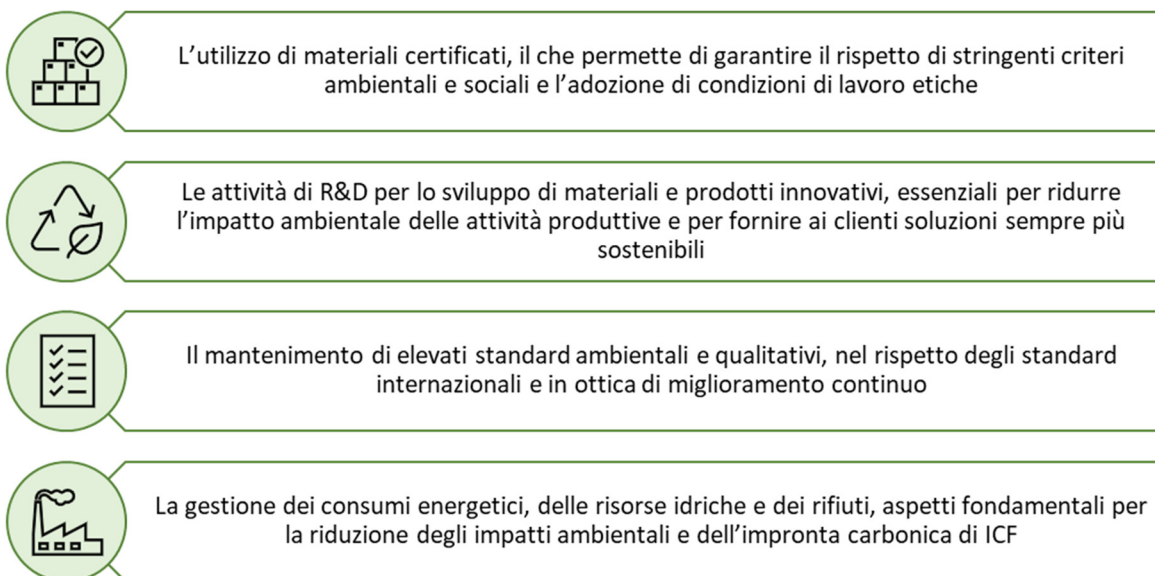 L’utilizzo di materiali certificati, il che permette di garantire il rispetto di stringenti criteri
ambientali e sociali e l’adozione di condizioni di lavoro etiche
Le attività di R&D per lo sviluppo di materiali e prodotti innovativi, essenziali per ridurre
l’impatto ambientale delle attività produttive e per fornire ai clienti soluzioni sempre più
sostenibili
Il mantenimento di elevati standard ambientali e qualitativi, nel rispetto degli standard
internazionali e in ottica di miglioramento continuo
La gestione dei consumi energetici, delle risorse idriche e dei rifiuti, aspetti fondamentali per
la riduzione degli impatti ambientali e dell’impronta carbonica di ICF